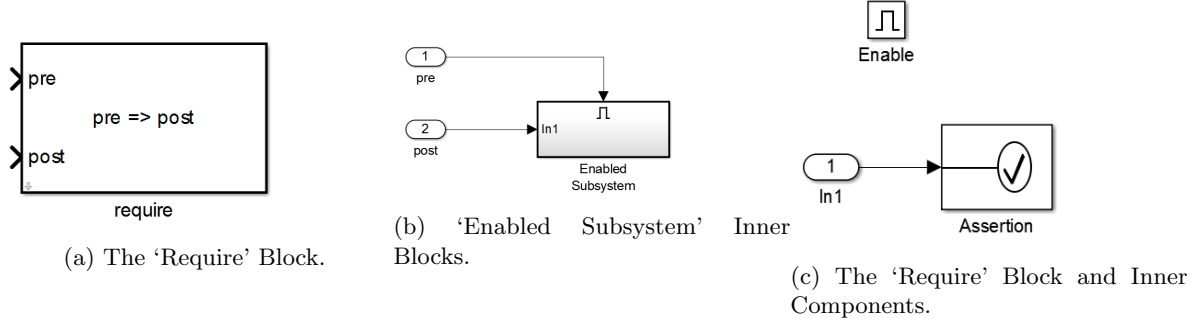 pre
pre => post
post
require
(a) The ‘Require’ Block.
1
pre
2
post
In1
Enabled
Subsystem
(b) ‘Enabled Subsystem’ Inner
Blocks.
Enable
1
In1
Assertion
(c) The ‘Require’ Block and Inner
Components.